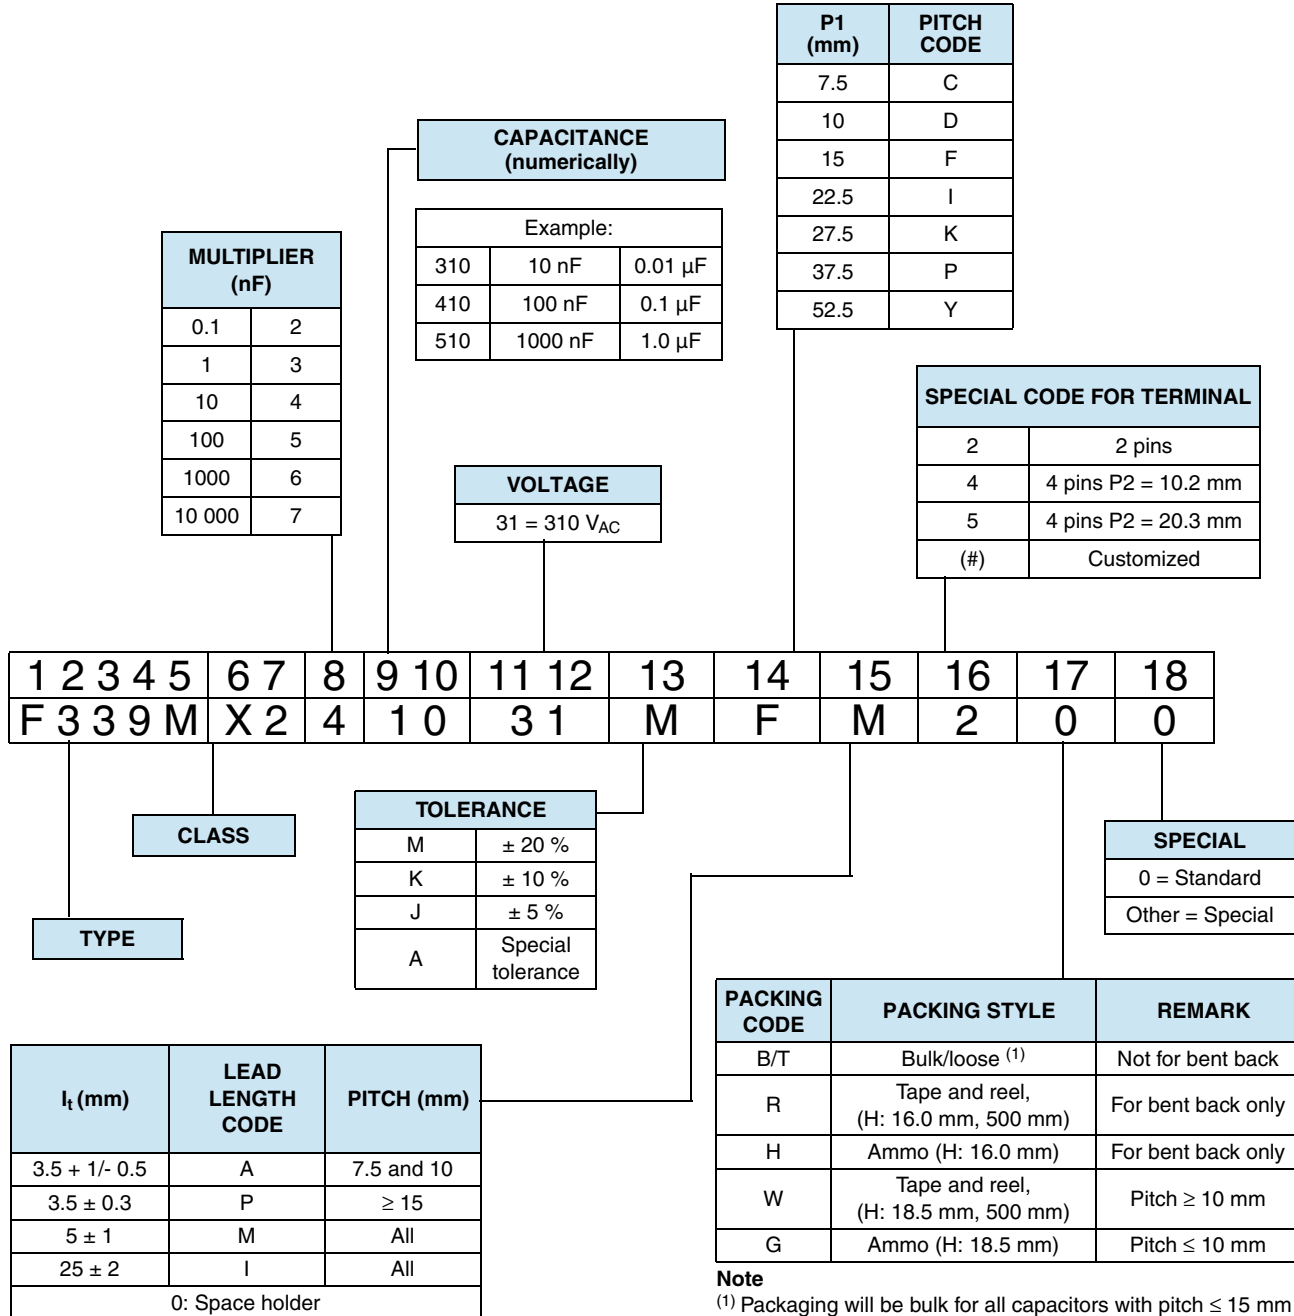 P1 (mm) PITCH CODE
7.5 C
10 D
15 F
22.5 I
27.5 K
37.5 P
52.5 Y
CAPACITANCE
(numerically)
Example:
310 10 nF 0.01 µF
410 100 nF 0.1 µF
510 1000 nF 1.0 µF
MULTIPLIER
(nF)
0.1 2
1 3
10 4
100 5
1000 6
10 000 7
SPECIAL CODE FOR TERMINAL
2 2 pins
4 4 pins P2 = 10.2 mm
5 4 pins P2 = 20.3 mm
(#) Customized
VOLTAGE
31 = 310 VAC
1 2 3 4 5 6 7 8 9 10 11 12 13 14 15 16 17 18
F 3 3 9 M X 2 4 1 0 3 1 M F M 2 0 0
TYPE
CLASS
TOLERANCE
M ± 20 %
K ± 10 %
J ± 5 %
A Special tolerance
SPECIAL
0 = Standard
Other = Special
lt (mm) LEAD LENGTH CODE PITCH (mm)
3.5 + 1/- 0.5 A 7.5 and 10
3.5 ± 0.3 P ≥ 15
5 ± 1 M All
25 ± 2 I All
0: Space holder
PACKING CODE PACKING STYLE REMARK
B/T Bulk/loose (1) Not for bent back
R Tape and reel, (H: 16.0 mm, 500 mm) For bent back only
H Ammo (H: 16.0 mm) For bent back only
W Tape and reel, (H: 18.5 mm, 500 mm) Pitch ≥ 10 mm
G Ammo (H: 18.5 mm) Pitch ≤ 10 mm
Note
(1) Packaging will be bulk for all capacitors with pitch ≤ 15 mm